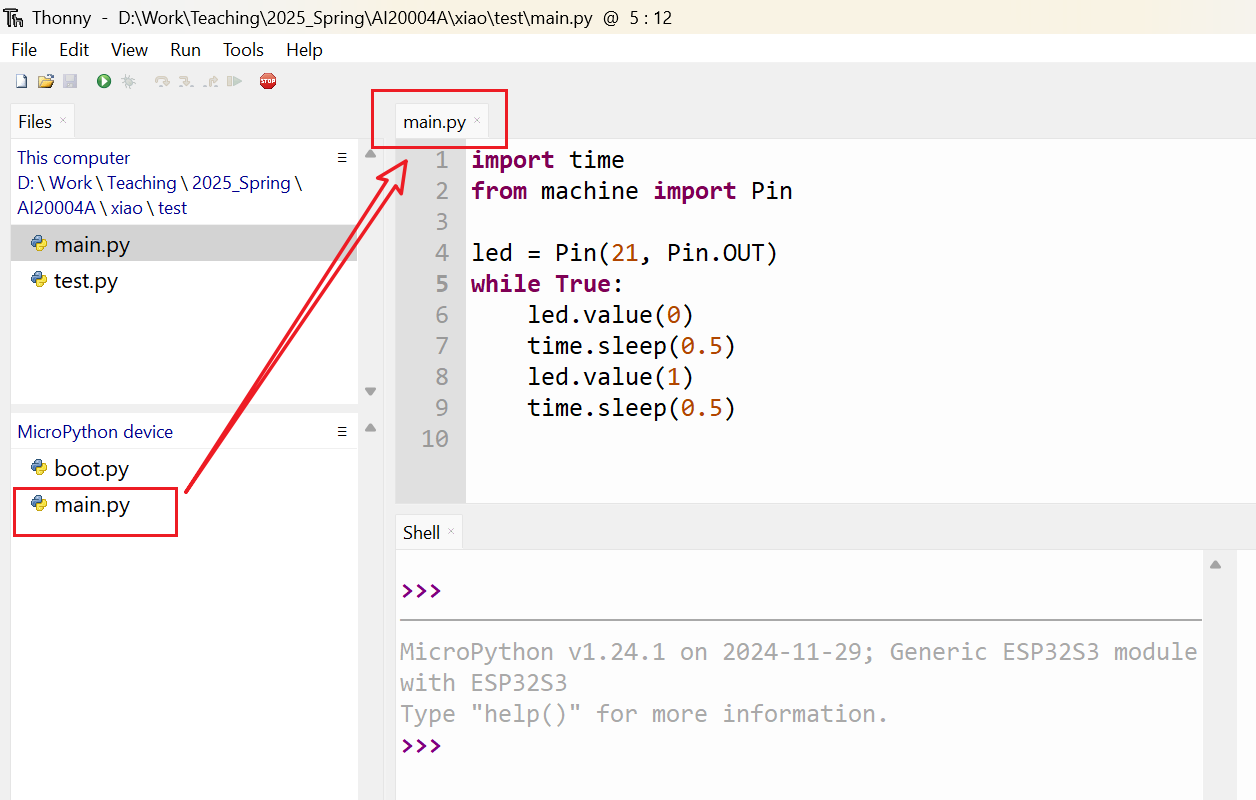 Thonny - D:\Work\Teaching\2025_Spring\AI20004A\xiao\test\main.py @ 5 : 12
File Edit View Run Tools Help
STOP
Files ×
This computer
D: \ Work \ Teaching \ 2025_Spring \
AI20004A \ xiao \ test
main.py
test.py
MicroPython device
boot.py
main.py
main.py ×
1 import time
2 from machine import Pin
3
4 led = Pin(21, Pin.OUT)
5 while True:
6 led.value(0)
7 time.sleep(0.5)
8 led.value(1)
9 time.sleep(0.5)
10
Shell ×
>>>
MicroPython v1.24.1 on 2024-11-29; Generic ESP32S3 module
with ESP32S3
Type "help()" for more information.
>>>